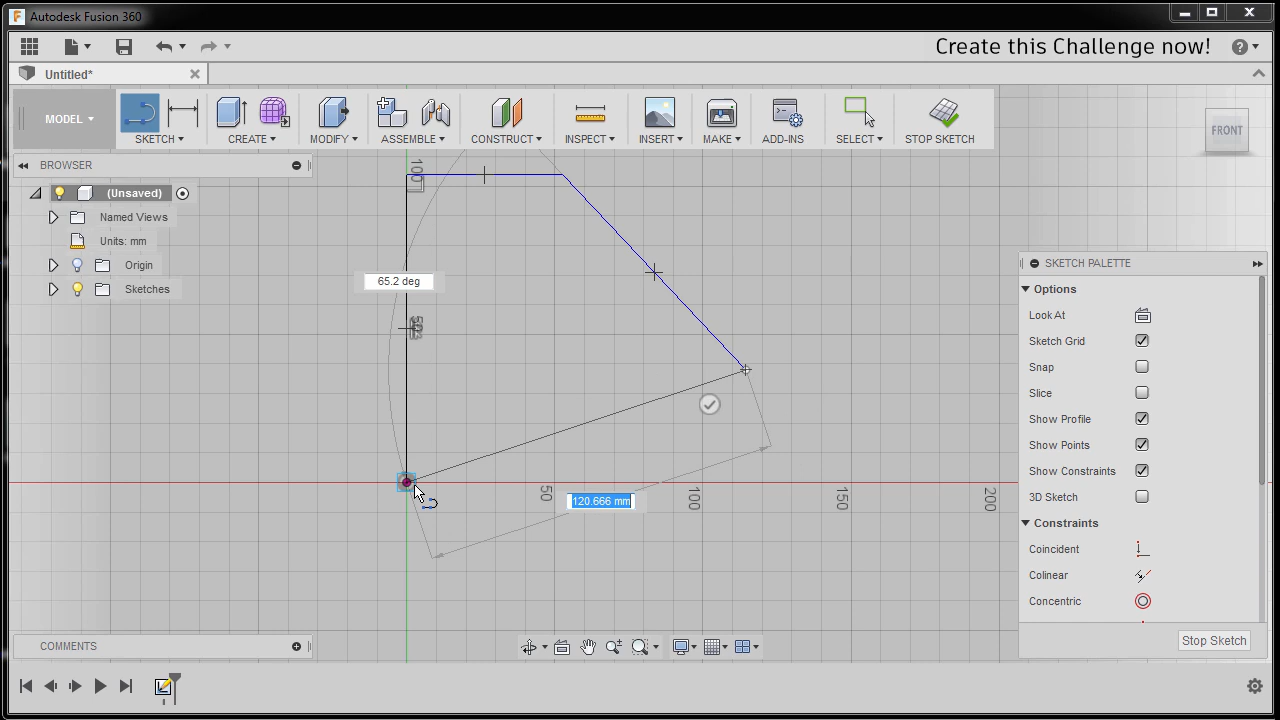 Autodesk Fusion 360
Create this Challenge now!
Untitled*
MODEL
SKETCH
CREATE
MODIFY
ASSEMBLE
CONSTRUCT
INSPECT
INSERT
MAKE
ADD-INS
SELECT
STOP SKETCH
FRONT
BROWSER
(Unsaved)
Named Views
Units: mm
Origin
Sketches
100
65.2 deg
50
50
100
150
200
120.666 mm
SKETCH PALETTE
Options
Look At
Sketch Grid
Snap
Slice
Show Profile
Show Points
Show Constraints
3D Sketch
Constraints
Coincident
Colinear
Concentric
Stop Sketch
COMMENTS